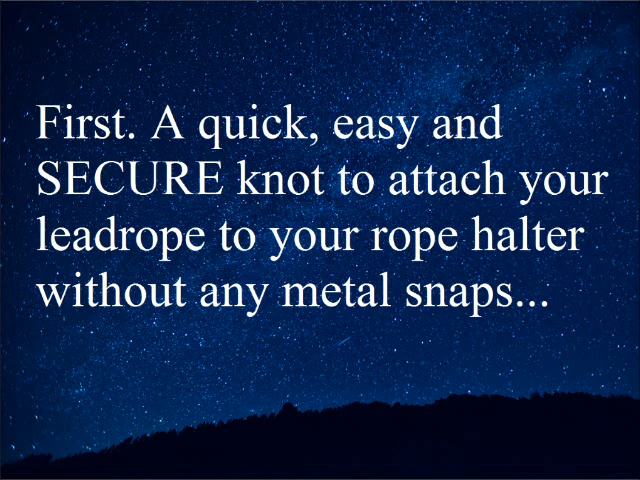 First. A quick, easy and
SECURE knot to attach your
leadrope to your rope halter
without any metal snaps...